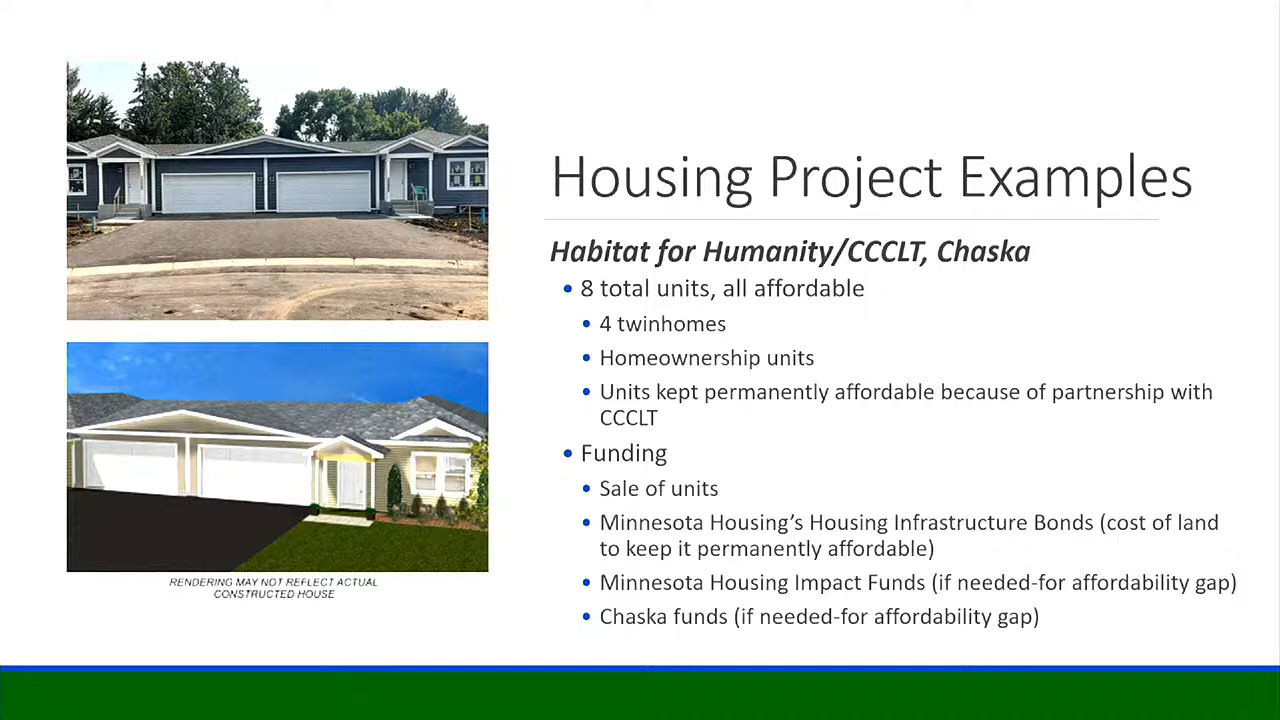 Housing Project Examples
Habitat for Humanity/CCCLT, Chaska
• 8 total units, all affordable
• 4 twinhomes
• Homeownership units
• Units kept permanently affordable because of partnership with
CCCLT
• Funding
• Sale of units
• Minnesota Housing’s Housing Infrastructure Bonds (cost of land
to keep it permanently affordable)
• Minnesota Housing Impact Funds (if needed-for affordability gap)
• Chaska funds (if needed-for affordability gap)
RENDERING MAY NOT REFLECT ACTUAL
CONSTRUCTED HOUSE